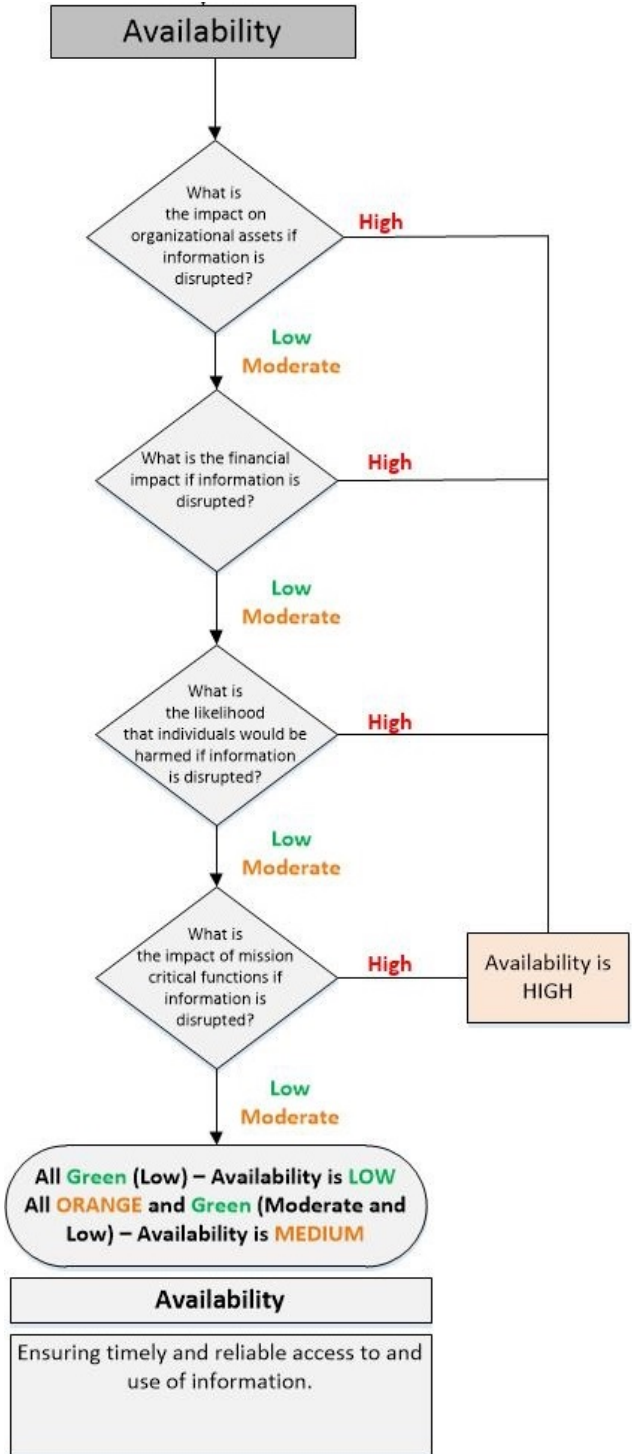 Availability
What is
the impact on
organizational assets if
information is
disrupted?
High
Low
Moderate
What is the financial
impact if information is
disrupted?
High
Low
Moderate
What is
the likelihood
that individuals would be
harmed if information
is disrupted?
High
Low
Moderate
What is
the impact of mission
critical functions if
information is
disrupted?
High
Availability is
HIGH
Low
Moderate
All Green (Low) – Availability is LOW
All ORANGE and Green (Moderate and
Low) – Availability is MEDIUM
Availability
Ensuring timely and reliable access to and
use of information.